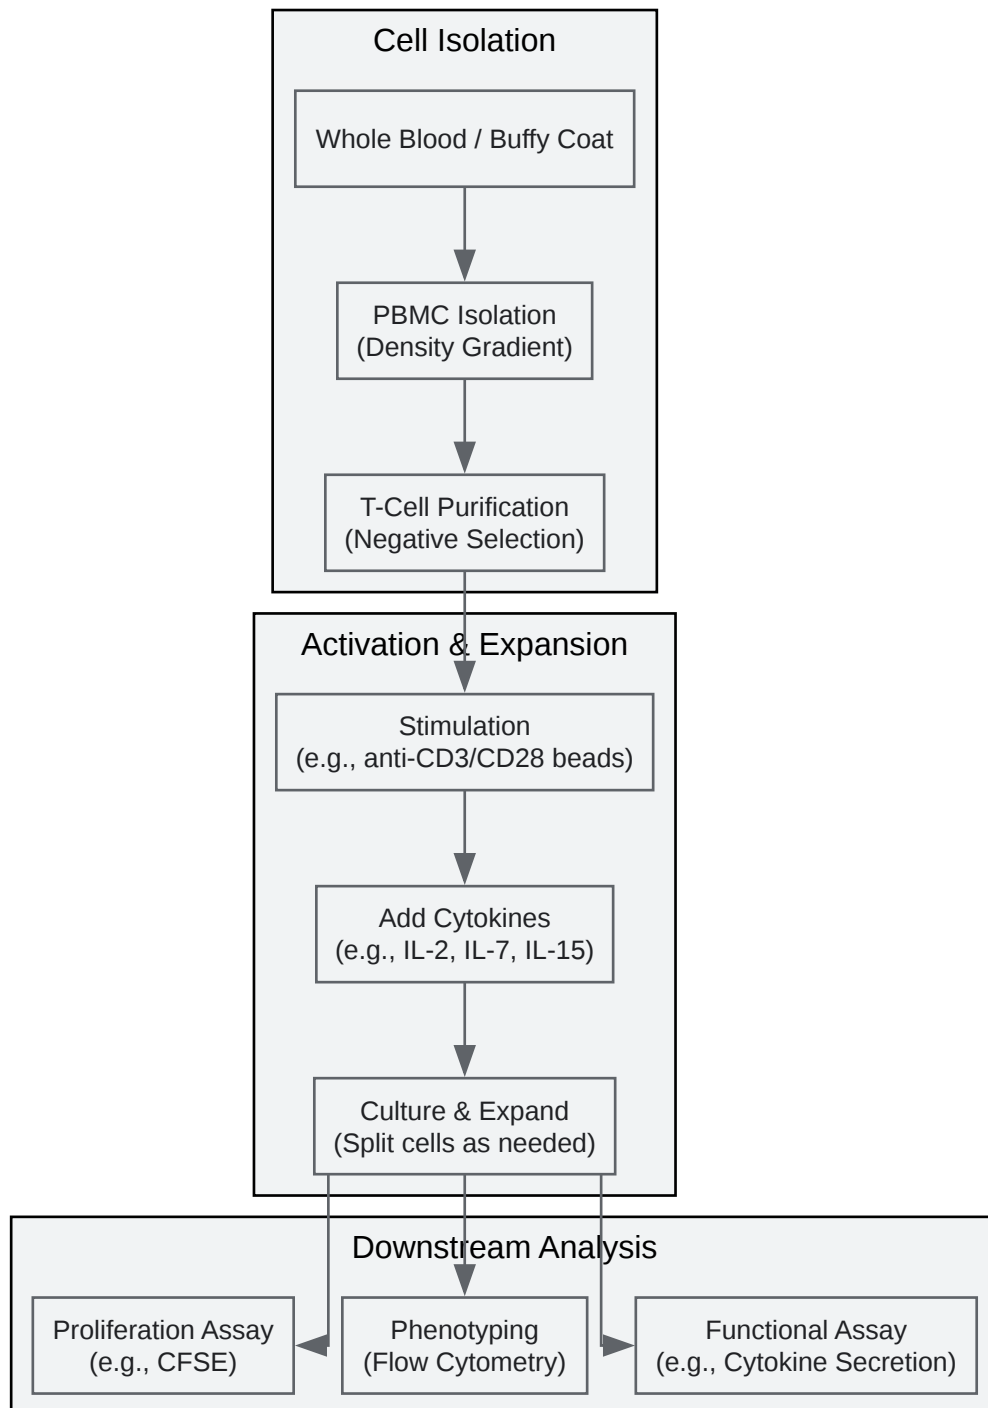 Cell Isolation
Whole Blood / Buffy Coat
PBMC Isolation
(Density Gradient)
T-Cell Purification
(Negative Selection)
Activation & Expansion
Stimulation
(e.g., anti-CD3/CD28 beads)
Add Cytokines
(e.g., IL-2, IL-7, IL-15)
Culture & Expand
(Split cells as needed)
Downstream Analysis
Proliferation Assay
(e.g., CFSE)
Phenotyping
(Flow Cytometry)
Functional Assay
(e.g., Cytokine Secretion)